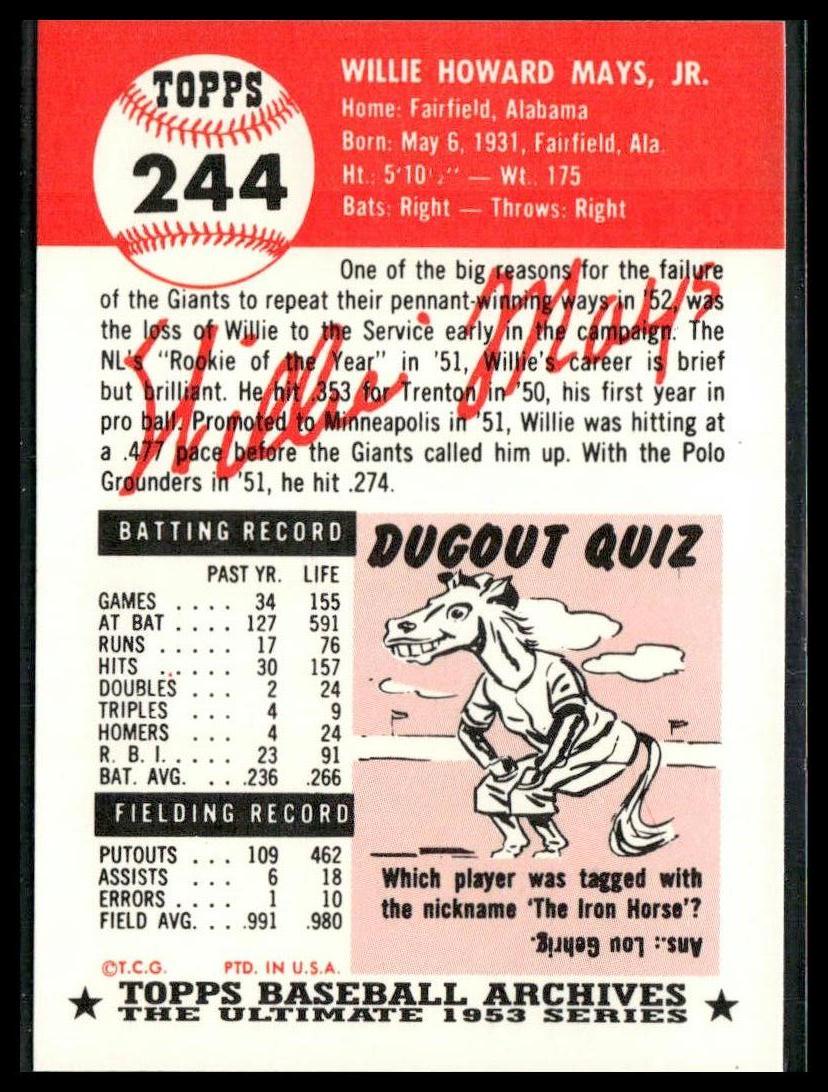 TOPPS
244
WILLIE HOWARD MAYS, JR.
Home: Fairfield, Alabama
Born: May 6, 1931, Fairfield, Ala.
Ht.: 5'10½" — Wt.. 175
Bats: Right — Throws: Right
One of the big reasons for the failure
of the Giants to repeat their pennant-winning ways in '52, was
the loss of Willie to the Service early in the campaign. The
NL's "Rookie of the Year" in '51, Willie's career is brief
but brilliant. He hit .353 for Trenton in '50, his first year in
pro ball. Promoted to Minneapolis in '51, Willie was hitting at
a .477 pace before the Giants called him up. With the Polo
Grounders in '51, he hit .274.
Willie Mays
BATTING RECORD
PAST YR. LIFE
GAMES .... 34 155
AT BAT .... 127 591
RUNS ..... 17 76
HITS ...... 30 157
DOUBLES ... 2 24
TRIPLES ... 4 9
HOMERS ... 4 24
R. B. I. .... 23 91
BAT. AVG. ... .236 .266
FIELDING RECORD
PUTOUTS ... 109 462
ASSISTS ... 6 18
ERRORS .... 1 10
FIELD AVG. ... .991 .980
©T.C.G. PTD. IN U.S.A.
DUGOUT QUIZ
Which player was tagged with
the nickname 'The Iron Horse'?
Ans.: Lou Gehrig.
★ TOPPS BASEBALL ARCHIVES ★
THE ULTIMATE 1953 SERIES